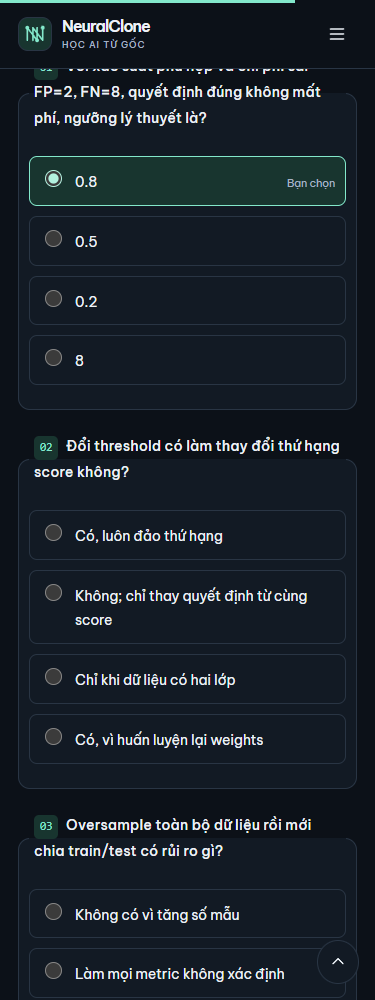 NeuralClone
HỌC AI TỪ GỐC
FP=2, FN=8, quyết định đúng không mất
phí, ngưỡng lý thuyết là?
0.8
Bạn chọn
0.5
0.2
8
02 Đổi threshold có làm thay đổi thứ hạng
score không?
Có, luôn đảo thứ hạng
Không; chỉ thay quyết định từ cùng
score
Chỉ khi dữ liệu có hai lớp
Có, vì huấn luyện lại weights
03 Oversample toàn bộ dữ liệu rồi mới
chia train/test có rủi ro gì?
Không có vì tăng số mẫu
Làm mọi metric không xác định